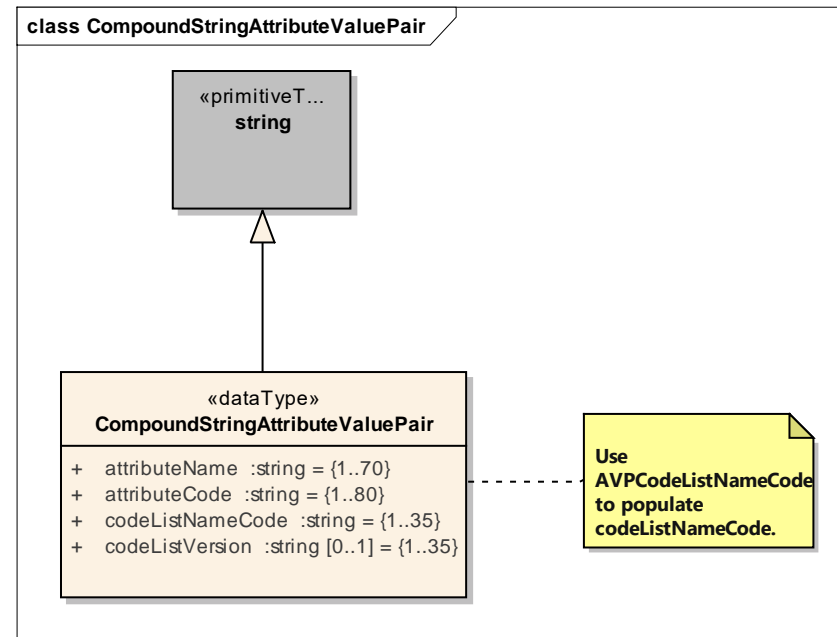 class CompoundStringAttributeValuePair
«primitiveT...
string
«dataType»
CompoundStringAttributeValuePair
+ attributeName :string = {1..70}
+ attributeCode :string = {1..80}
+ codeListNameCode :string = {1..35}
+ codeListVersion :string [0..1] = {1..35}
Use
AVPCodeListNameCode
to populate
codeListNameCode.